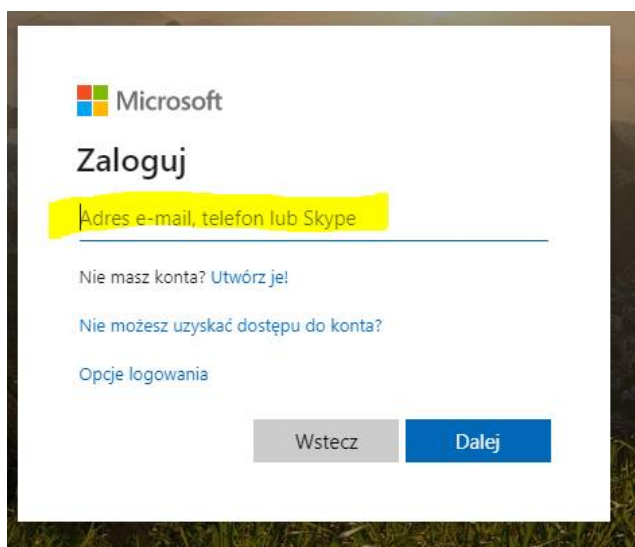 Microsoft
Zaloguj
Adres e-mail, telefon lub Skype
Nie masz konta? Utwórz je!
Nie możesz uzyskać dostępu do konta?
Opcje logowania
Wstecz Dalej